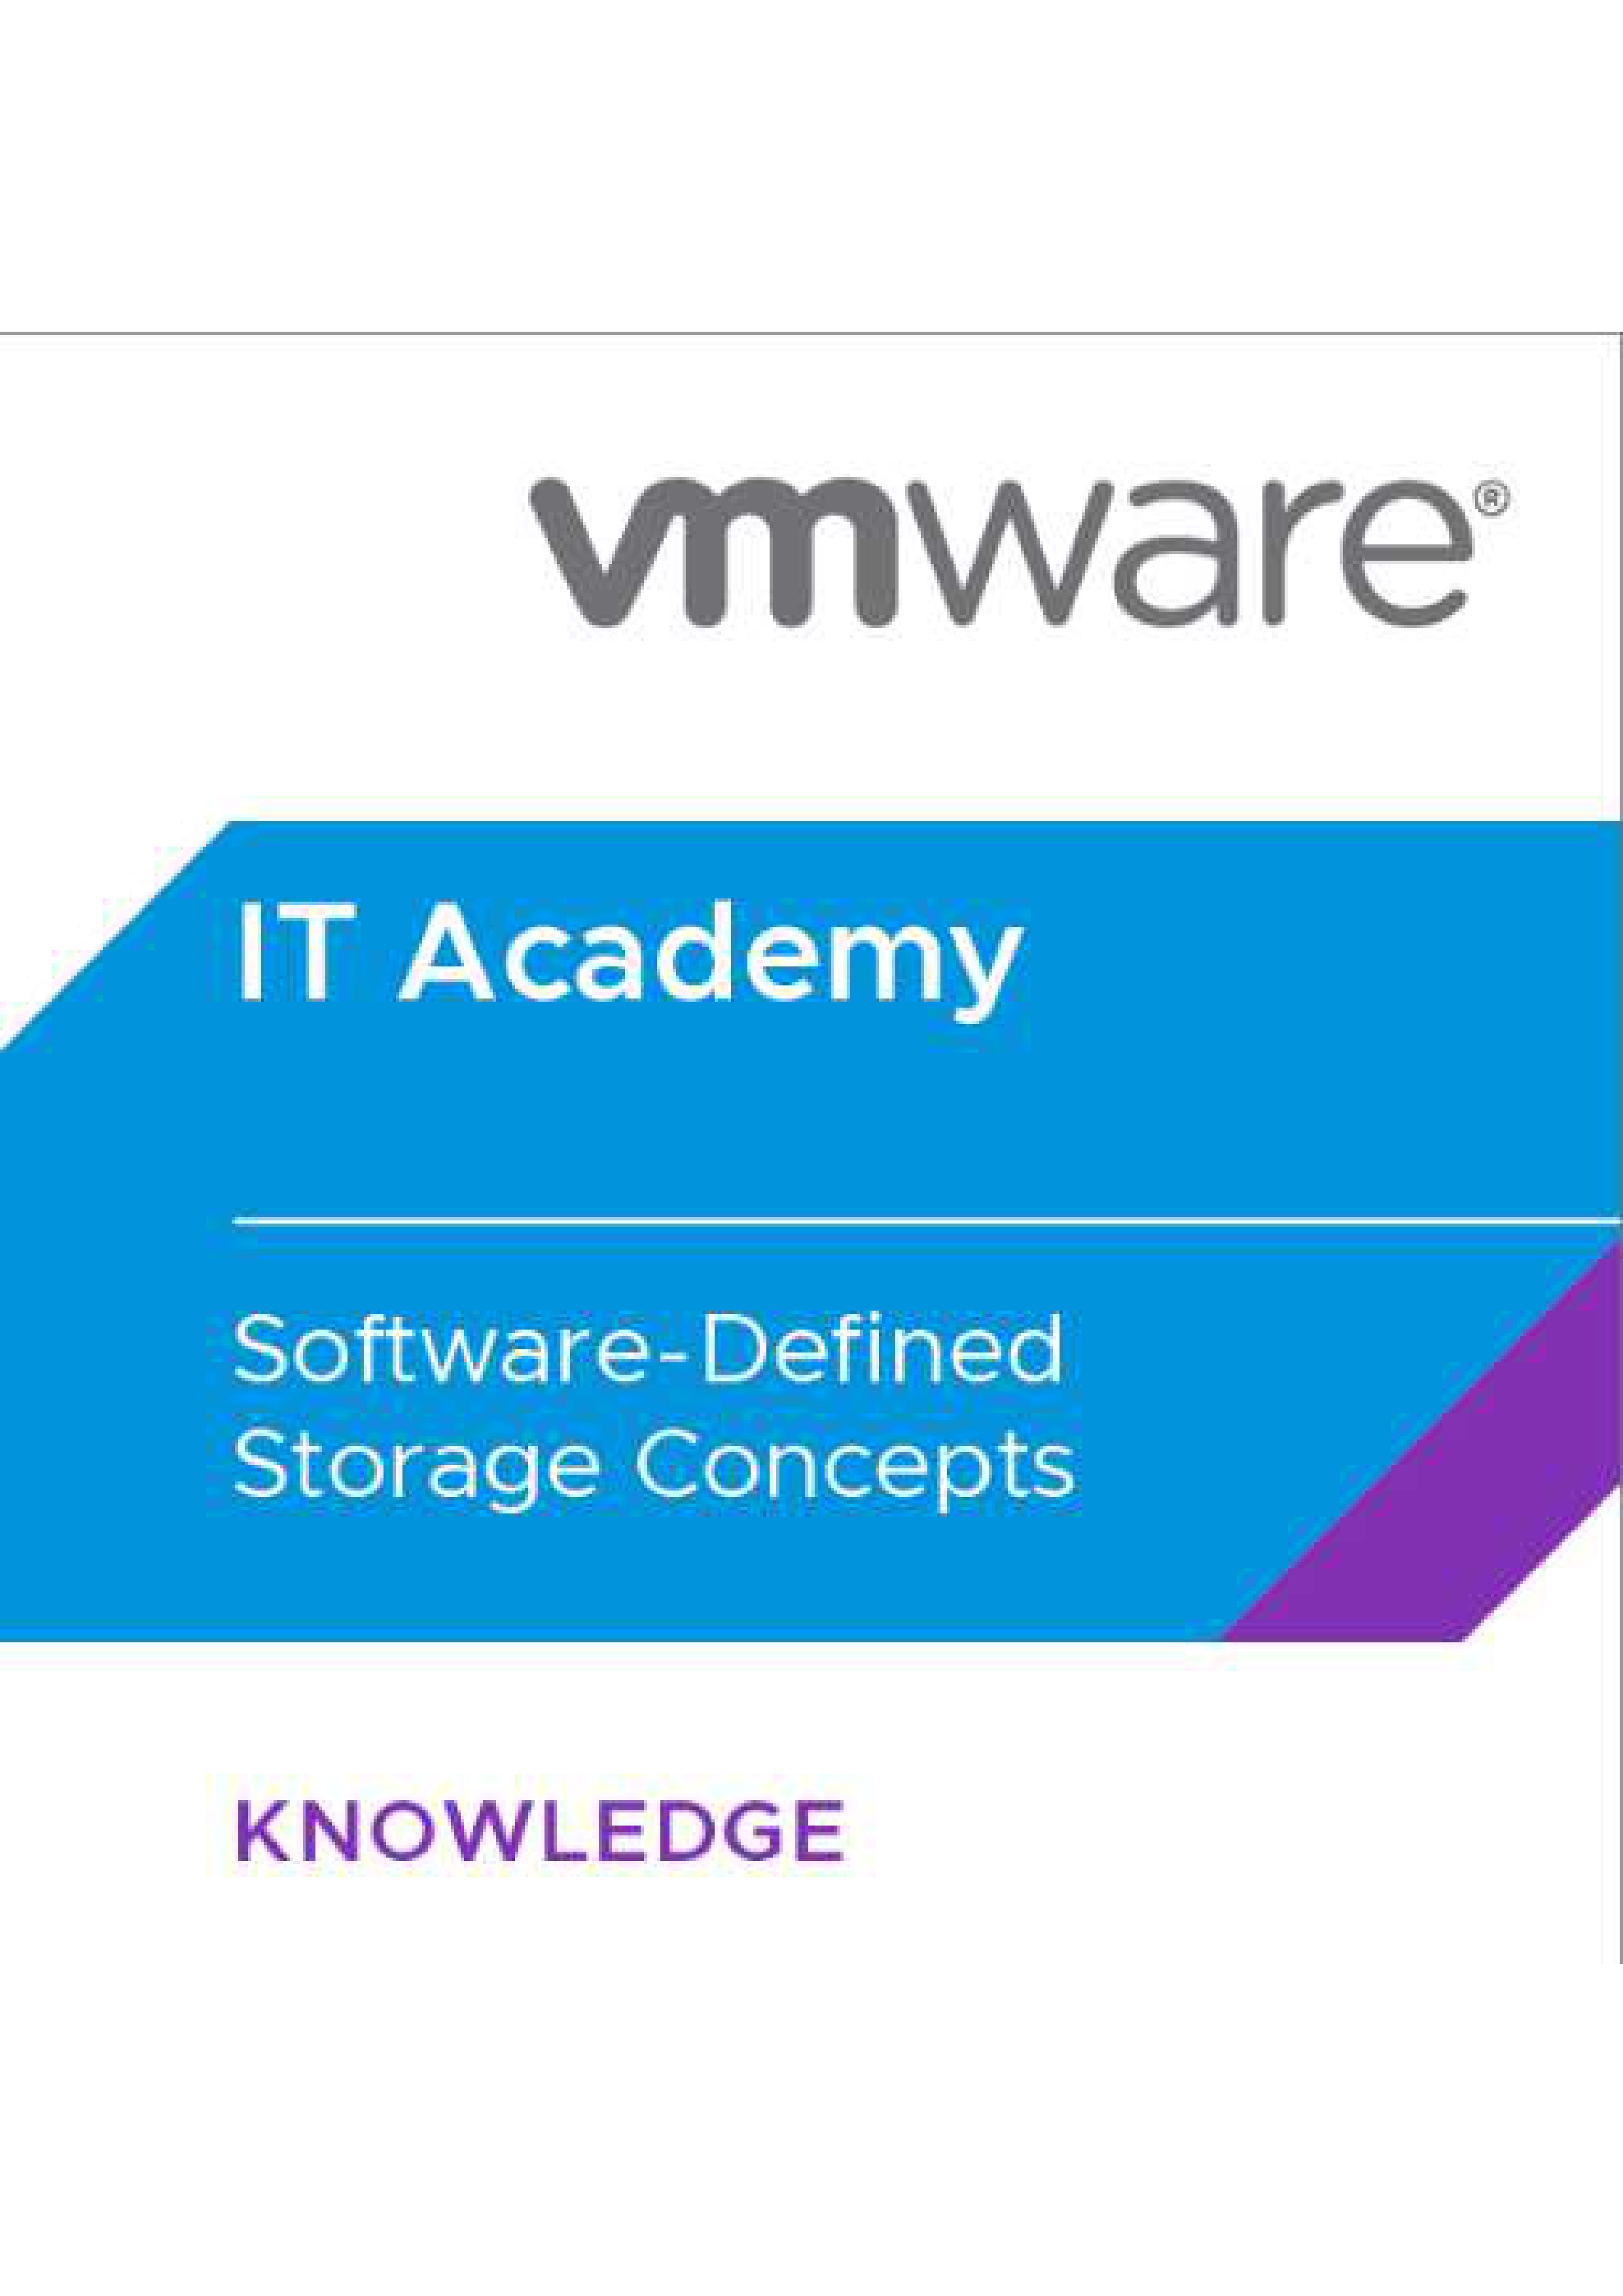 vmware®
IT Academy
Software-Defined
Storage Concepts
KNOWLEDGE